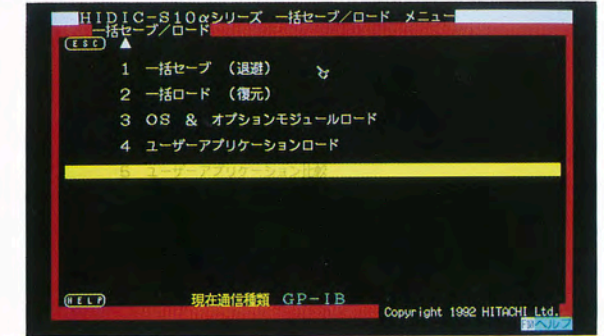 HIDIC-S10αシリーズ 一括セーブ/ロード メニュー
一括セーブ/ロード
ESC
1 一括セーブ (退避)
2 一括ロード (復元)
3 OS & オプションモジュールロード
4 ユーザーアプリケーションロード
5 ユーザーアプリケーション比較
HELP 現在通信種類 GP-IB
Copyright 1992 HITACHI Ltd.
ヘルプ